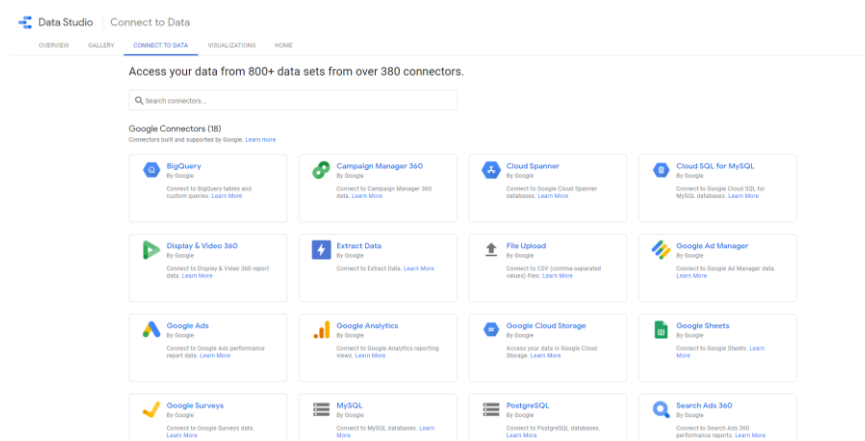 Data Studio Connect to Data
OVERVIEW GALLERY CONNECT TO DATA VISUALIZATIONS HOME
Access your data from 800+ data sets from over 380 connectors.
Search connectors...
Google Connectors (18)
Connectors built and supported by Google. Learn more
BigQuery
By Google
Connect to BigQuery tables and
custom queries. Learn More
Campaign Manager 360
By Google
Connect to Campaign Manager 360
data. Learn More
Cloud Spanner
By Google
Connect to Google Cloud Spanner
databases. Learn More
Cloud SQL for MySQL
By Google
Connect to Google Cloud SQL for
MySQL databases. Learn More
Display & Video 360
By Google
Connect to Display & Video 360 report
data. Learn More
Extract Data
By Google
Connect to Extract Data. Learn More
File Upload
By Google
Connect to CSV (comma-separated
values) files. Learn More
Google Ad Manager
By Google
Connect to Google Ad Manager data.
Learn More
Google Ads
By Google
Connect to Google Ads performance
report data. Learn More
Google Analytics
By Google
Connect to Google Analytics reporting
views. Learn More
Google Cloud Storage
By Google
Access your data in Google Cloud
Storage. Learn More
Google Sheets
By Google
Connect to Google Sheets. Learn
More
Google Surveys
By Google
Connect to Google Surveys data.
Learn More
MySQL
By Google
Connect to MySQL databases. Learn
More
PostgreSQL
By Google
Connect to PostgreSQL databases.
Learn More
Search Ads 360
By Google
Connect to Search Ads 360
performance reports. Learn More